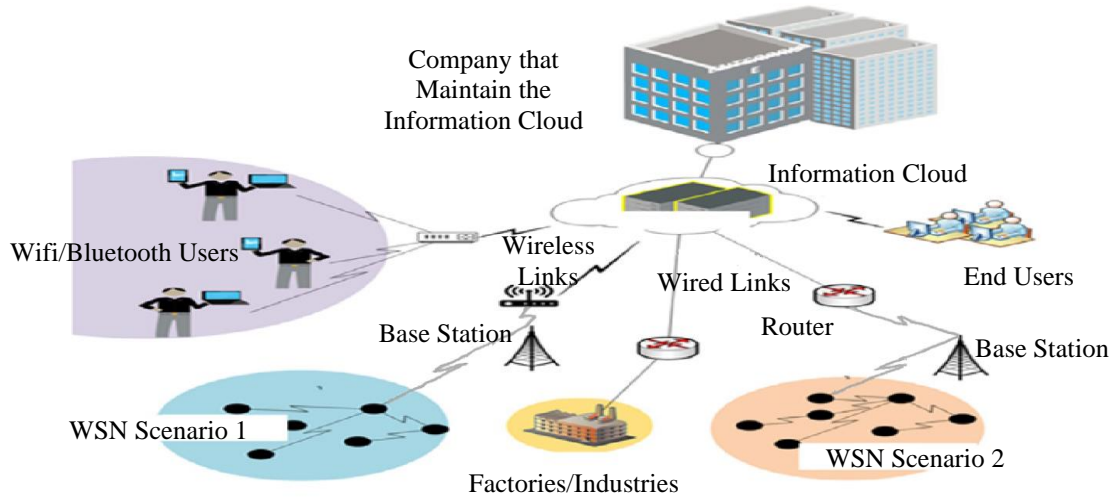 Company that
Maintain the
Information Cloud
Information Cloud
Wifi/Bluetooth Users
Wireless
Links
Wired Links
End Users
Base Station
Router
Base Station
WSN Scenario 1
WSN Scenario 2
Factories/Industries